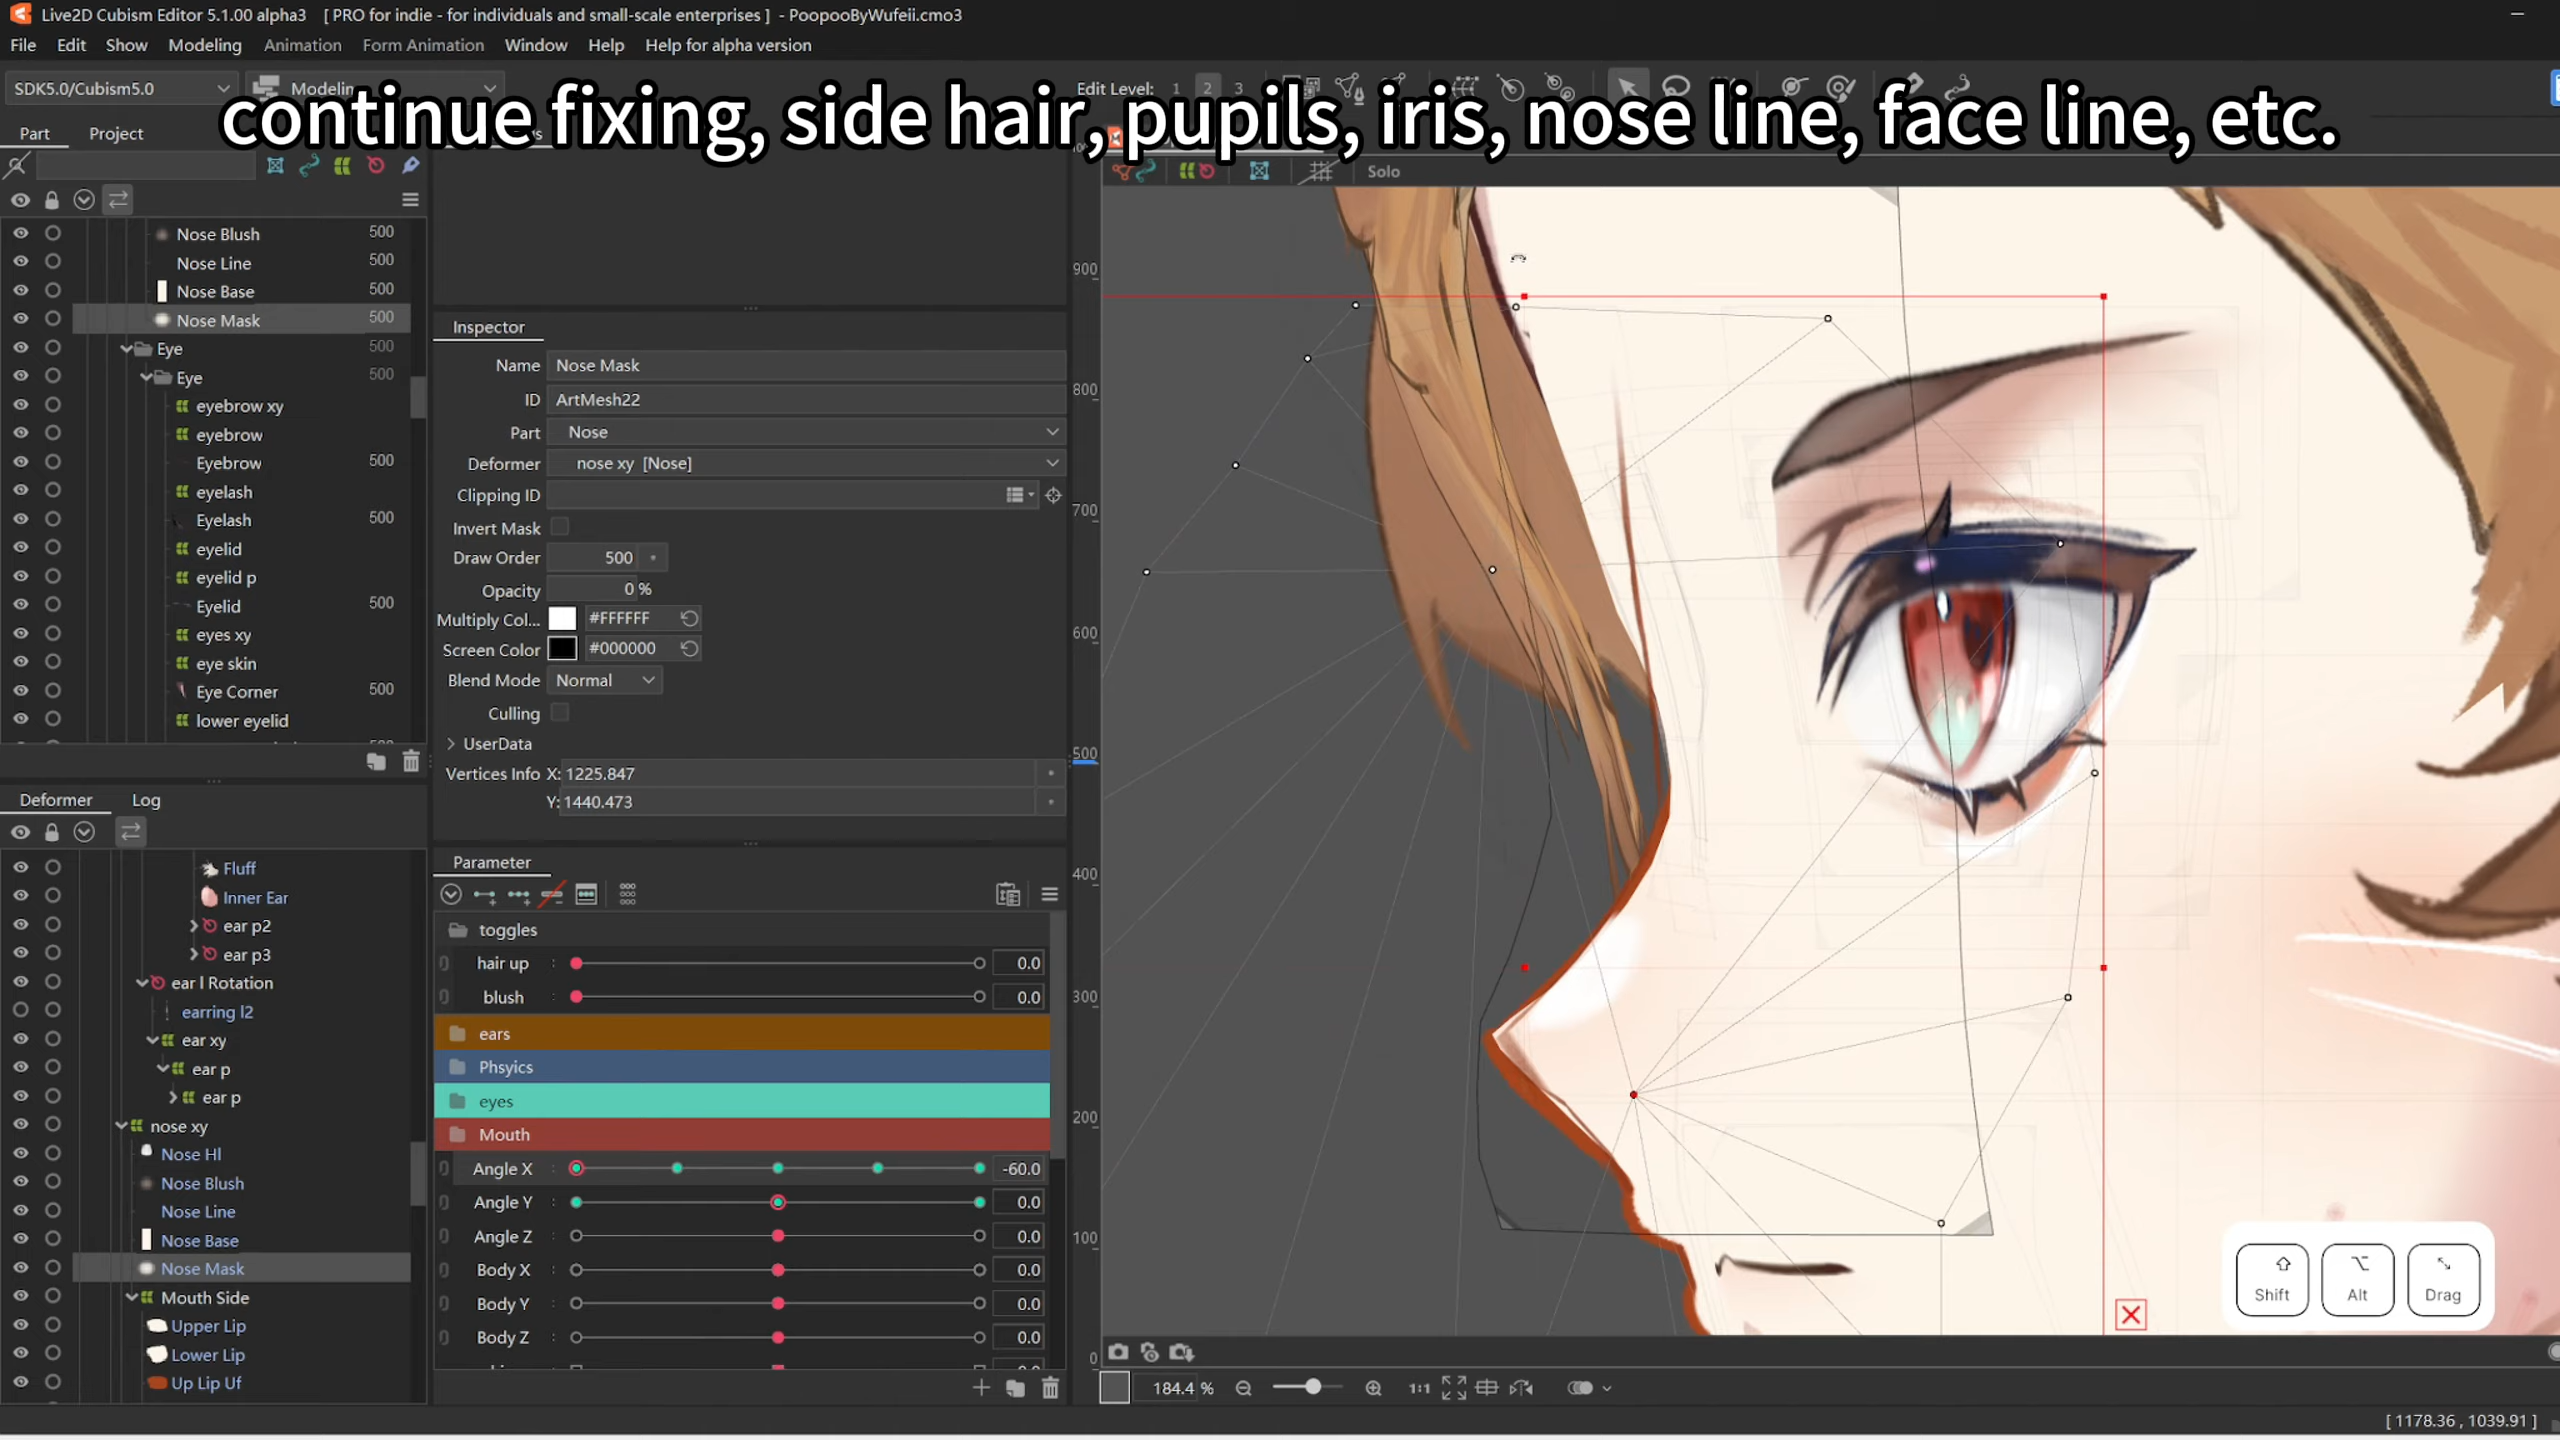 Live2D Cubism Editor 5.1.00 alpha3 [ PRO for indie - for individuals and small-scale enterprises ] - PoopooByWufeii.cmo3
File Edit Show Modeling Animation Form Animation Window Help Help for alpha version
SDK5.0/Cubism5.0
Edit Level: 1 2 3
continue fixing, side hair, pupils, iris, nose line, face line, etc.
Part Project
Solo
Nose Blush 500
Nose Line 500
Nose Base 500
Nose Mask 500
Eye 500
Eye 500
eyebrow xy
eyebrow
Eyebrow 500
eyelash
Eyelash 500
eyelid
eyelid p
Eyelid 500
eyes xy
eye skin
Eye Corner 500
lower eyelid
Inspector
Name Nose Mask
ID ArtMesh22
Part Nose
Deformer nose xy [Nose]
Clipping ID
Invert Mask
Draw Order 500
Opacity 0 %
Multiply Col... #FFFFFF
Screen Color #000000
Blend Mode Normal
Culling
UserData
Vertices Info X: 1225.847
Y: 1440.473
Deformer Log
Fluff
Inner Ear
ear p2
ear p3
ear l Rotation
earring l2
ear xy
ear p
ear p
nose xy
Nose Hl
Nose Blush
Nose Line
Nose Base
Nose Mask
Mouth Side
Upper Lip
Lower Lip
Up Lip Uf
Parameter
toggles
hair up : 0.0
blush : 0.0
ears
Phsyics
eyes
Mouth
Angle X : -60.0
Angle Y : 0.0
Angle Z : 0.0
Body X : 0.0
Body Y : 0.0
Body Z : 0.0
900
800
700
600
500
400
300
200
100
0
Shift
Alt
Drag
184.4 %
1:1
[ 1178.36 , 1039.91 ]